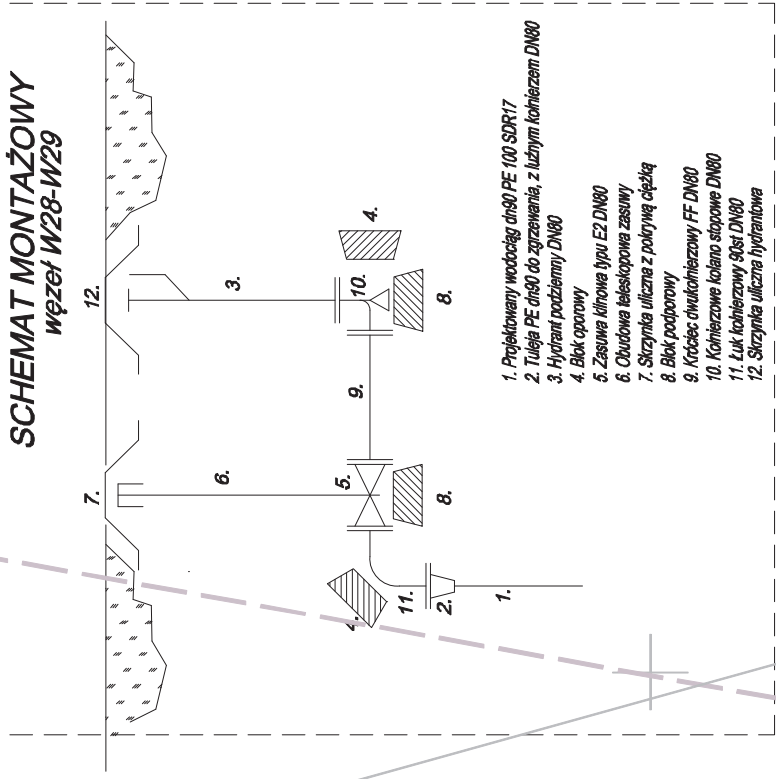 SCHEMAT MONTAŻOWY
węzeł W28-W29
12.
7.
3.
4.
6.
10.
9.
5.
8.
8.
4.
11.
2.
1.
1. Projektowany wodociąg dn90 PE 100 SDR17
2. Tuleja PE dn90 do zgrzewania, z luźnym kołnierzem DN80
3. Hydrant podziemny DN80
4. Blok oporowy
5. Zasuwa klinowa typu E2 DN80
6. Obudowa teleskopowa zasuwy
7. Skrzynka uliczna z pokrywą ciężką
8. Blok podporowy
9. Króciec dwukołnierzowy FF DN80
10. Kołnierzowe kolano stopowe DN80
11. Łuk kołnierzowy 90st DN80
12. Skrzynka uliczna hydrantowa